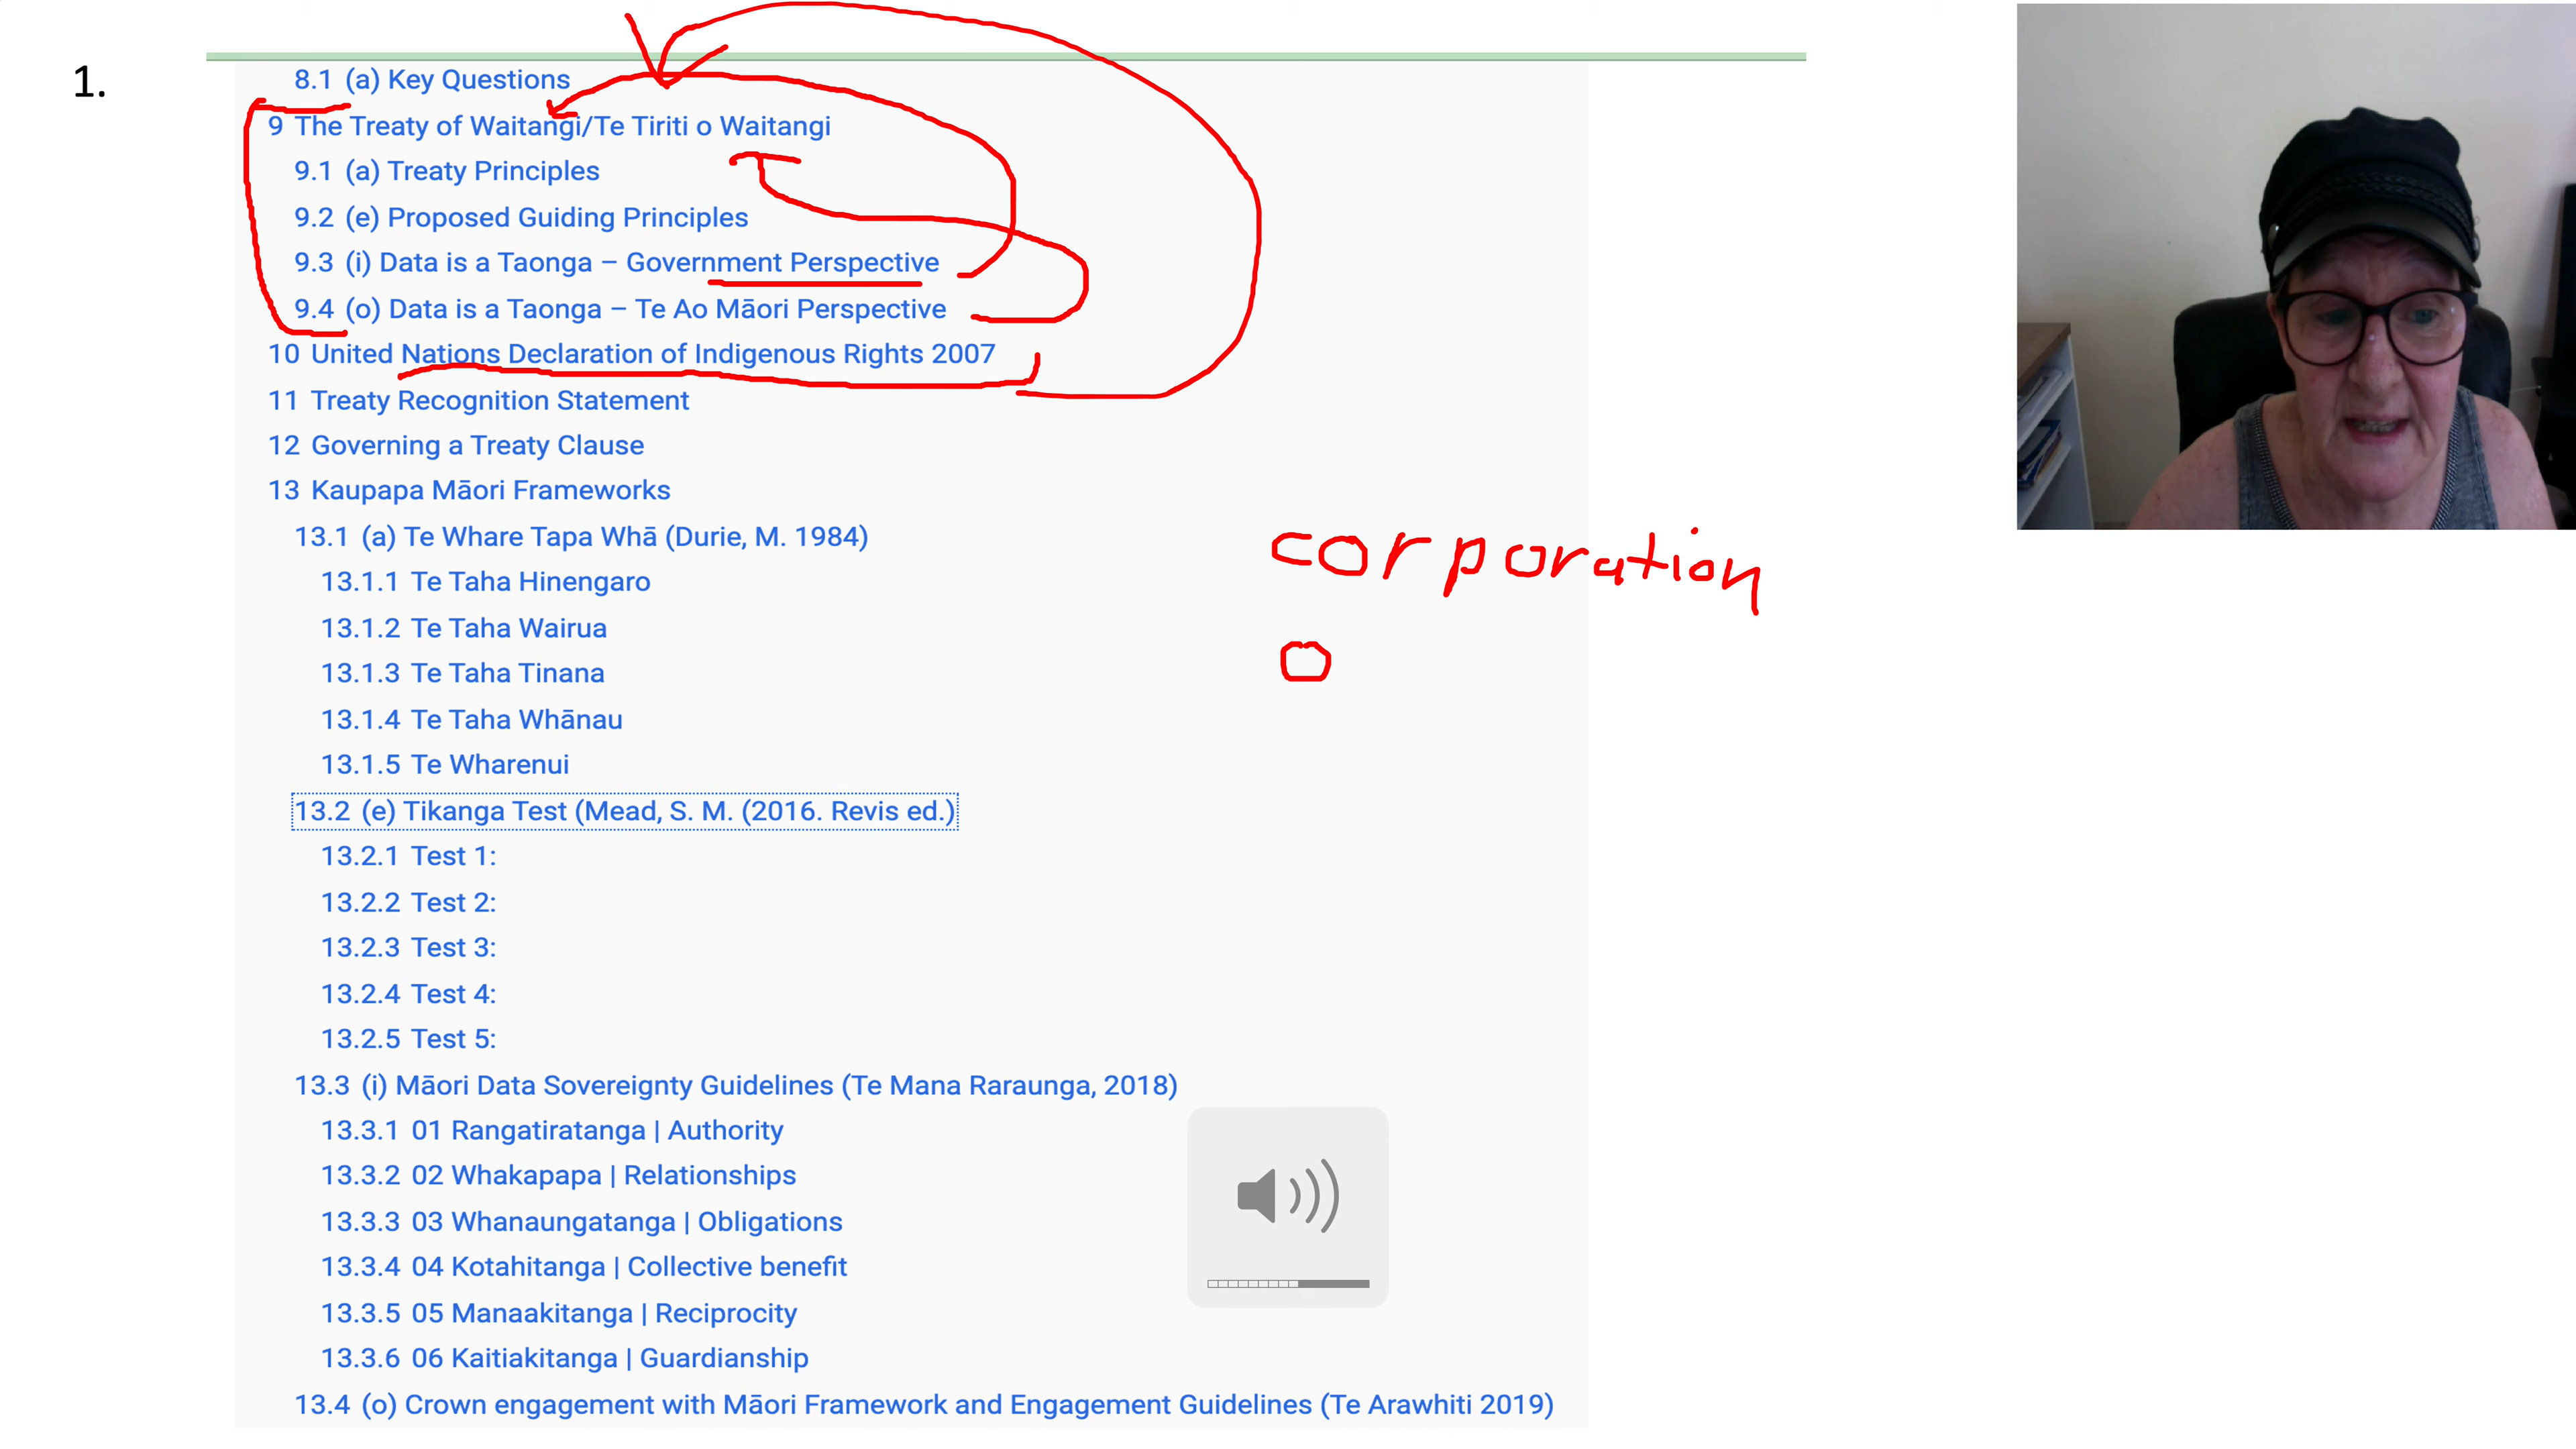 1.
8.1 (a) Key Questions
9 The Treaty of Waitangi/Te Tiriti o Waitangi
9.1 (a) Treaty Principles
9.2 (e) Proposed Guiding Principles
9.3 (i) Data is a Taonga – Government Perspective
9.4 (o) Data is a Taonga – Te Ao Māori Perspective
10 United Nations Declaration of Indigenous Rights 2007
11 Treaty Recognition Statement
12 Governing a Treaty Clause
13 Kaupapa Māori Frameworks
13.1 (a) Te Whare Tapa Whā (Durie, M. 1984)
corporation
13.1.1 Te Taha Hinengaro
13.1.2 Te Taha Wairua
o
13.1.3 Te Taha Tinana
13.1.4 Te Taha Whānau
13.1.5 Te Wharenui
13.2 (e) Tikanga Test (Mead, S. M. (2016. Revis ed.)
13.2.1 Test 1:
13.2.2 Test 2:
13.2.3 Test 3:
13.2.4 Test 4:
13.2.5 Test 5:
13.3 (i) Māori Data Sovereignty Guidelines (Te Mana Raraunga, 2018)
13.3.1 01 Rangatiratanga | Authority
13.3.2 02 Whakapapa | Relationships
13.3.3 03 Whanaungatanga | Obligations
13.3.4 04 Kotahitanga | Collective benefit
13.3.5 05 Manaakitanga | Reciprocity
13.3.6 06 Kaitiakitanga | Guardianship
13.4 (o) Crown engagement with Māori Framework and Engagement Guidelines (Te Arawhiti 2019)